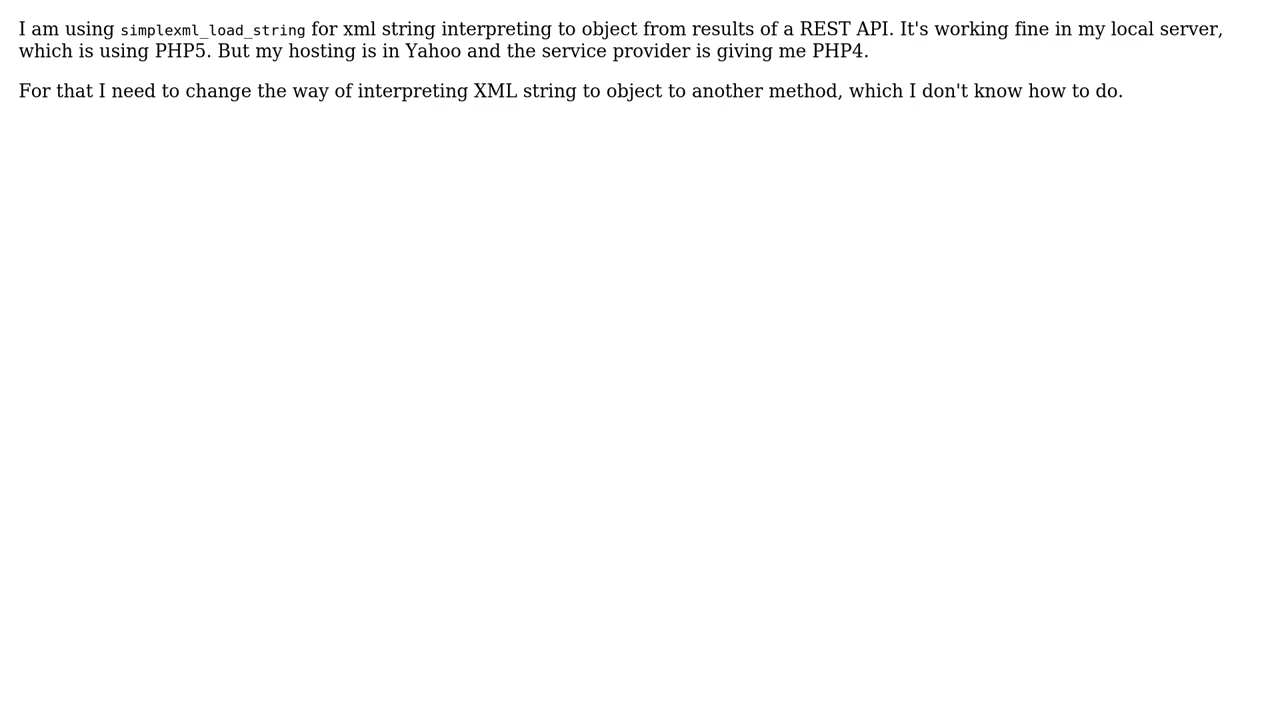 I am using simplexml_load_string for xml string interpreting to object from results of a REST API. It's working fine in my local server,
which is using PHP5. But my hosting is in Yahoo and the service provider is giving me PHP4.
For that I need to change the way of interpreting XML string to object to another method, which I don't know how to do.